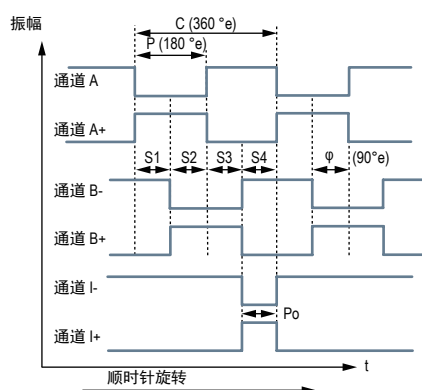 振幅
C (360 °e)
P (180 °e)
通道 A
通道 A+
S1 S2 S3 S4 φ (90°e)
通道 B-
通道 B+
通道 I-
Po
通道 I+
t
顺时针旋转